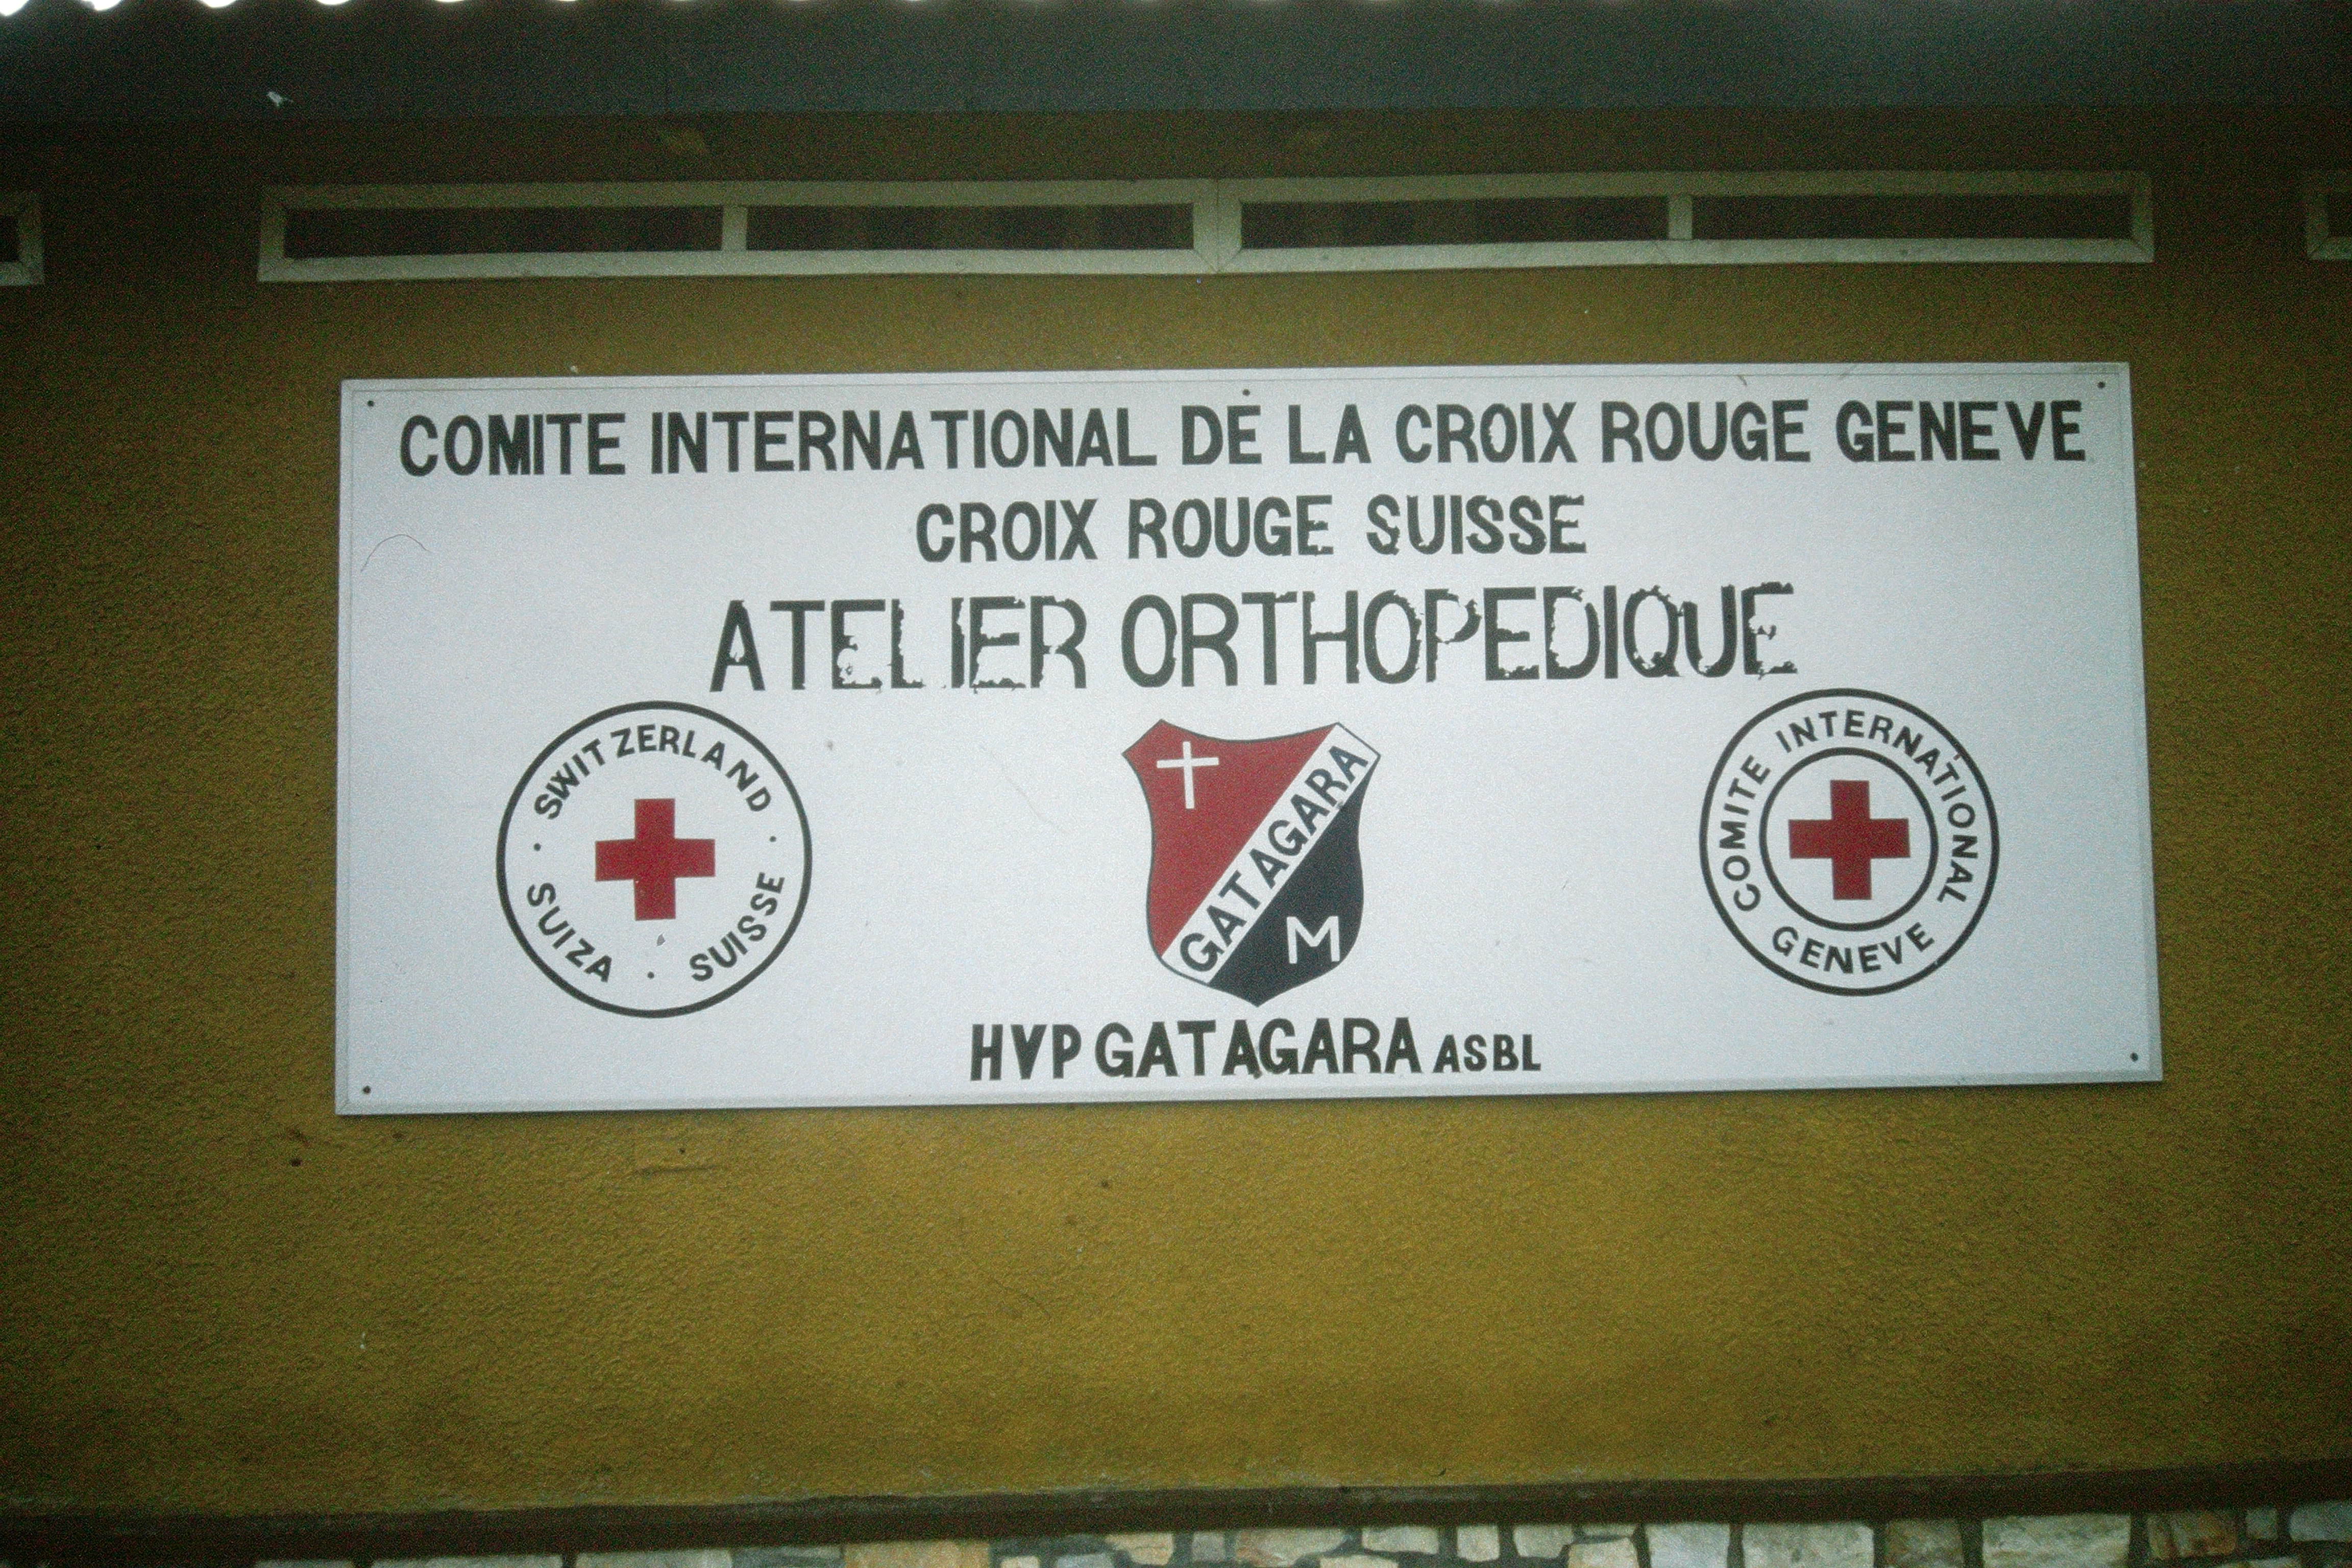 COMITE INTERNATIONAL DE LA CROIX ROUGE GENEVE
CROIX ROUGE SUISSE
ATELIER ORTHOPEDIQUE
SWITZERLAND · SUISSE · SUIZA ·
GATAGARA
M
COMITE INTERNATIONAL GENEVE
HVP GATAGARA ASBL